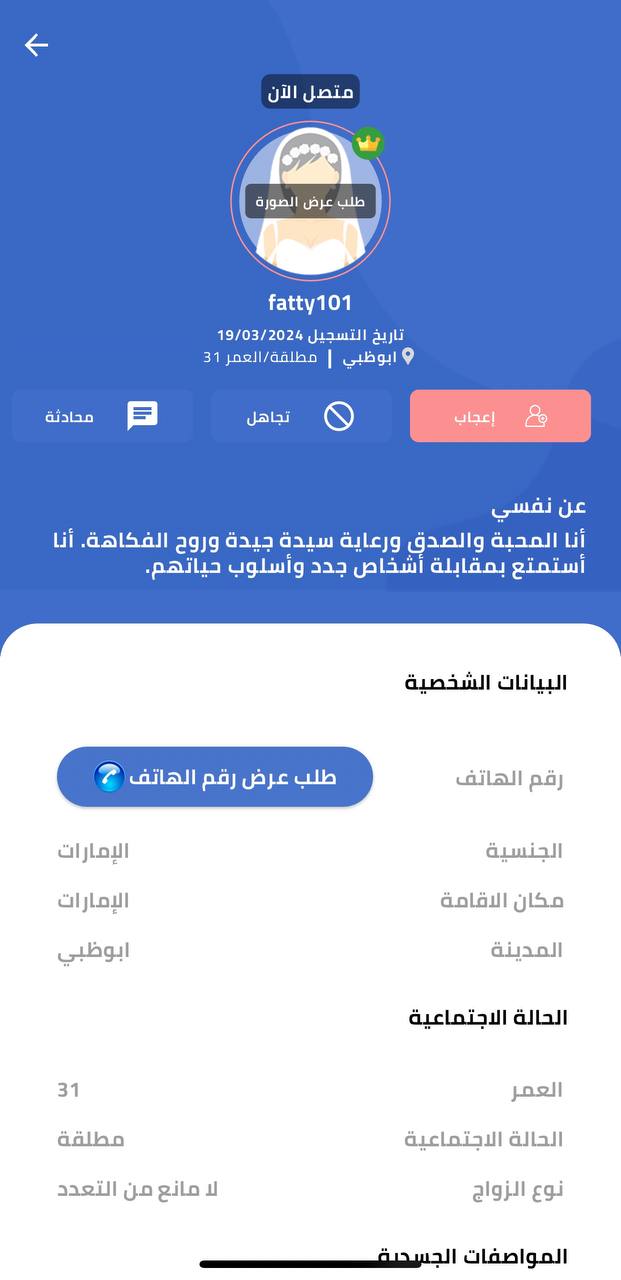 متصل الآن
طلب عرض الصورة
fatty101
تاريخ التسجيل 19/03/2024
ابوظبي | مطلقة/العمر 31
إعجاب
تجاهل
محادثة
عن نفسي
أنا المحبة والصدق ورعاية سيدة جيدة وروح الفكاهة. أنا
أستمتع بمقابلة أشخاص جدد وأسلوب حياتهم.
البيانات الشخصية
رقم الهاتف طلب عرض رقم الهاتف
الجنسية الإمارات
مكان الاقامة الإمارات
المدينة ابوظبي
الحالة الاجتماعية
العمر 31
الحالة الاجتماعية مطلقة
نوع الزواج لا مانع من التعدد
المواصفات الجسدية